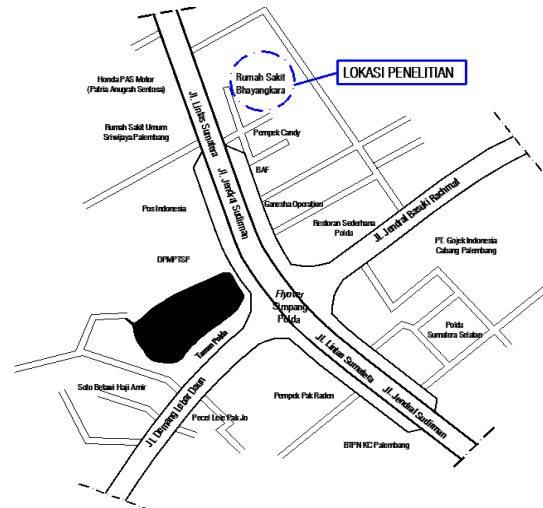 Honda PAS Motor
(Patria Anugrah Sentosa)
Rumah Sakit
Bhayangkara
LOKASI PENELITIAN
Jl. Lintas Sumatera
Rumah Sakit Umum
Sriwijaya Palembang
Pempek Candy
BAF
Jl. Jendral Sudirman
Ganesha Operation
Pos Indonesia
Restoran Sederhana
Polda
Jl. Jendral Basuki Rachmat
PT. Gojek Indonesia
Cabang Palembang
DPMPTSP
Flyover
Simpang
Polda
Polda
Sumatera Selatan
Taman Polda
Jl. Lintas Sumatera
Jl. Jendral Sudirman
Soto Betawi Haji Amir
Jl. Demang Lebar Daun
Pecel Lele Pak Jo
Pempek Pak Raden
BTPN KC Palembang